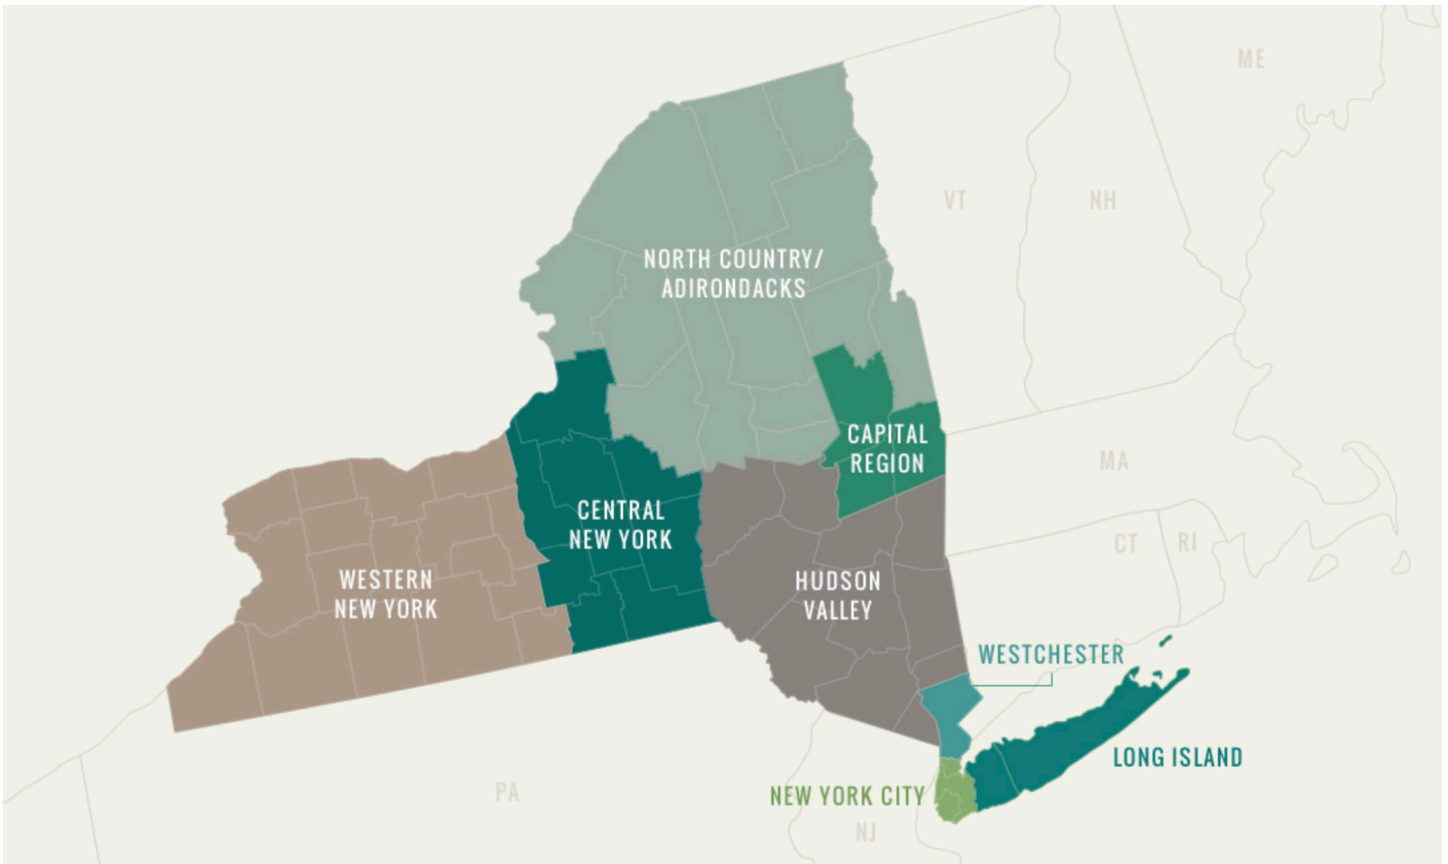 ME
VT
NH
NORTH COUNTRY/
ADIRONDACKS
CAPITAL
REGION
MA
CENTRAL
NEW YORK
CT
RI
WESTERN
NEW YORK
HUDSON
VALLEY
WESTCHESTER
LONG ISLAND
PA
NEW YORK CITY
NJ